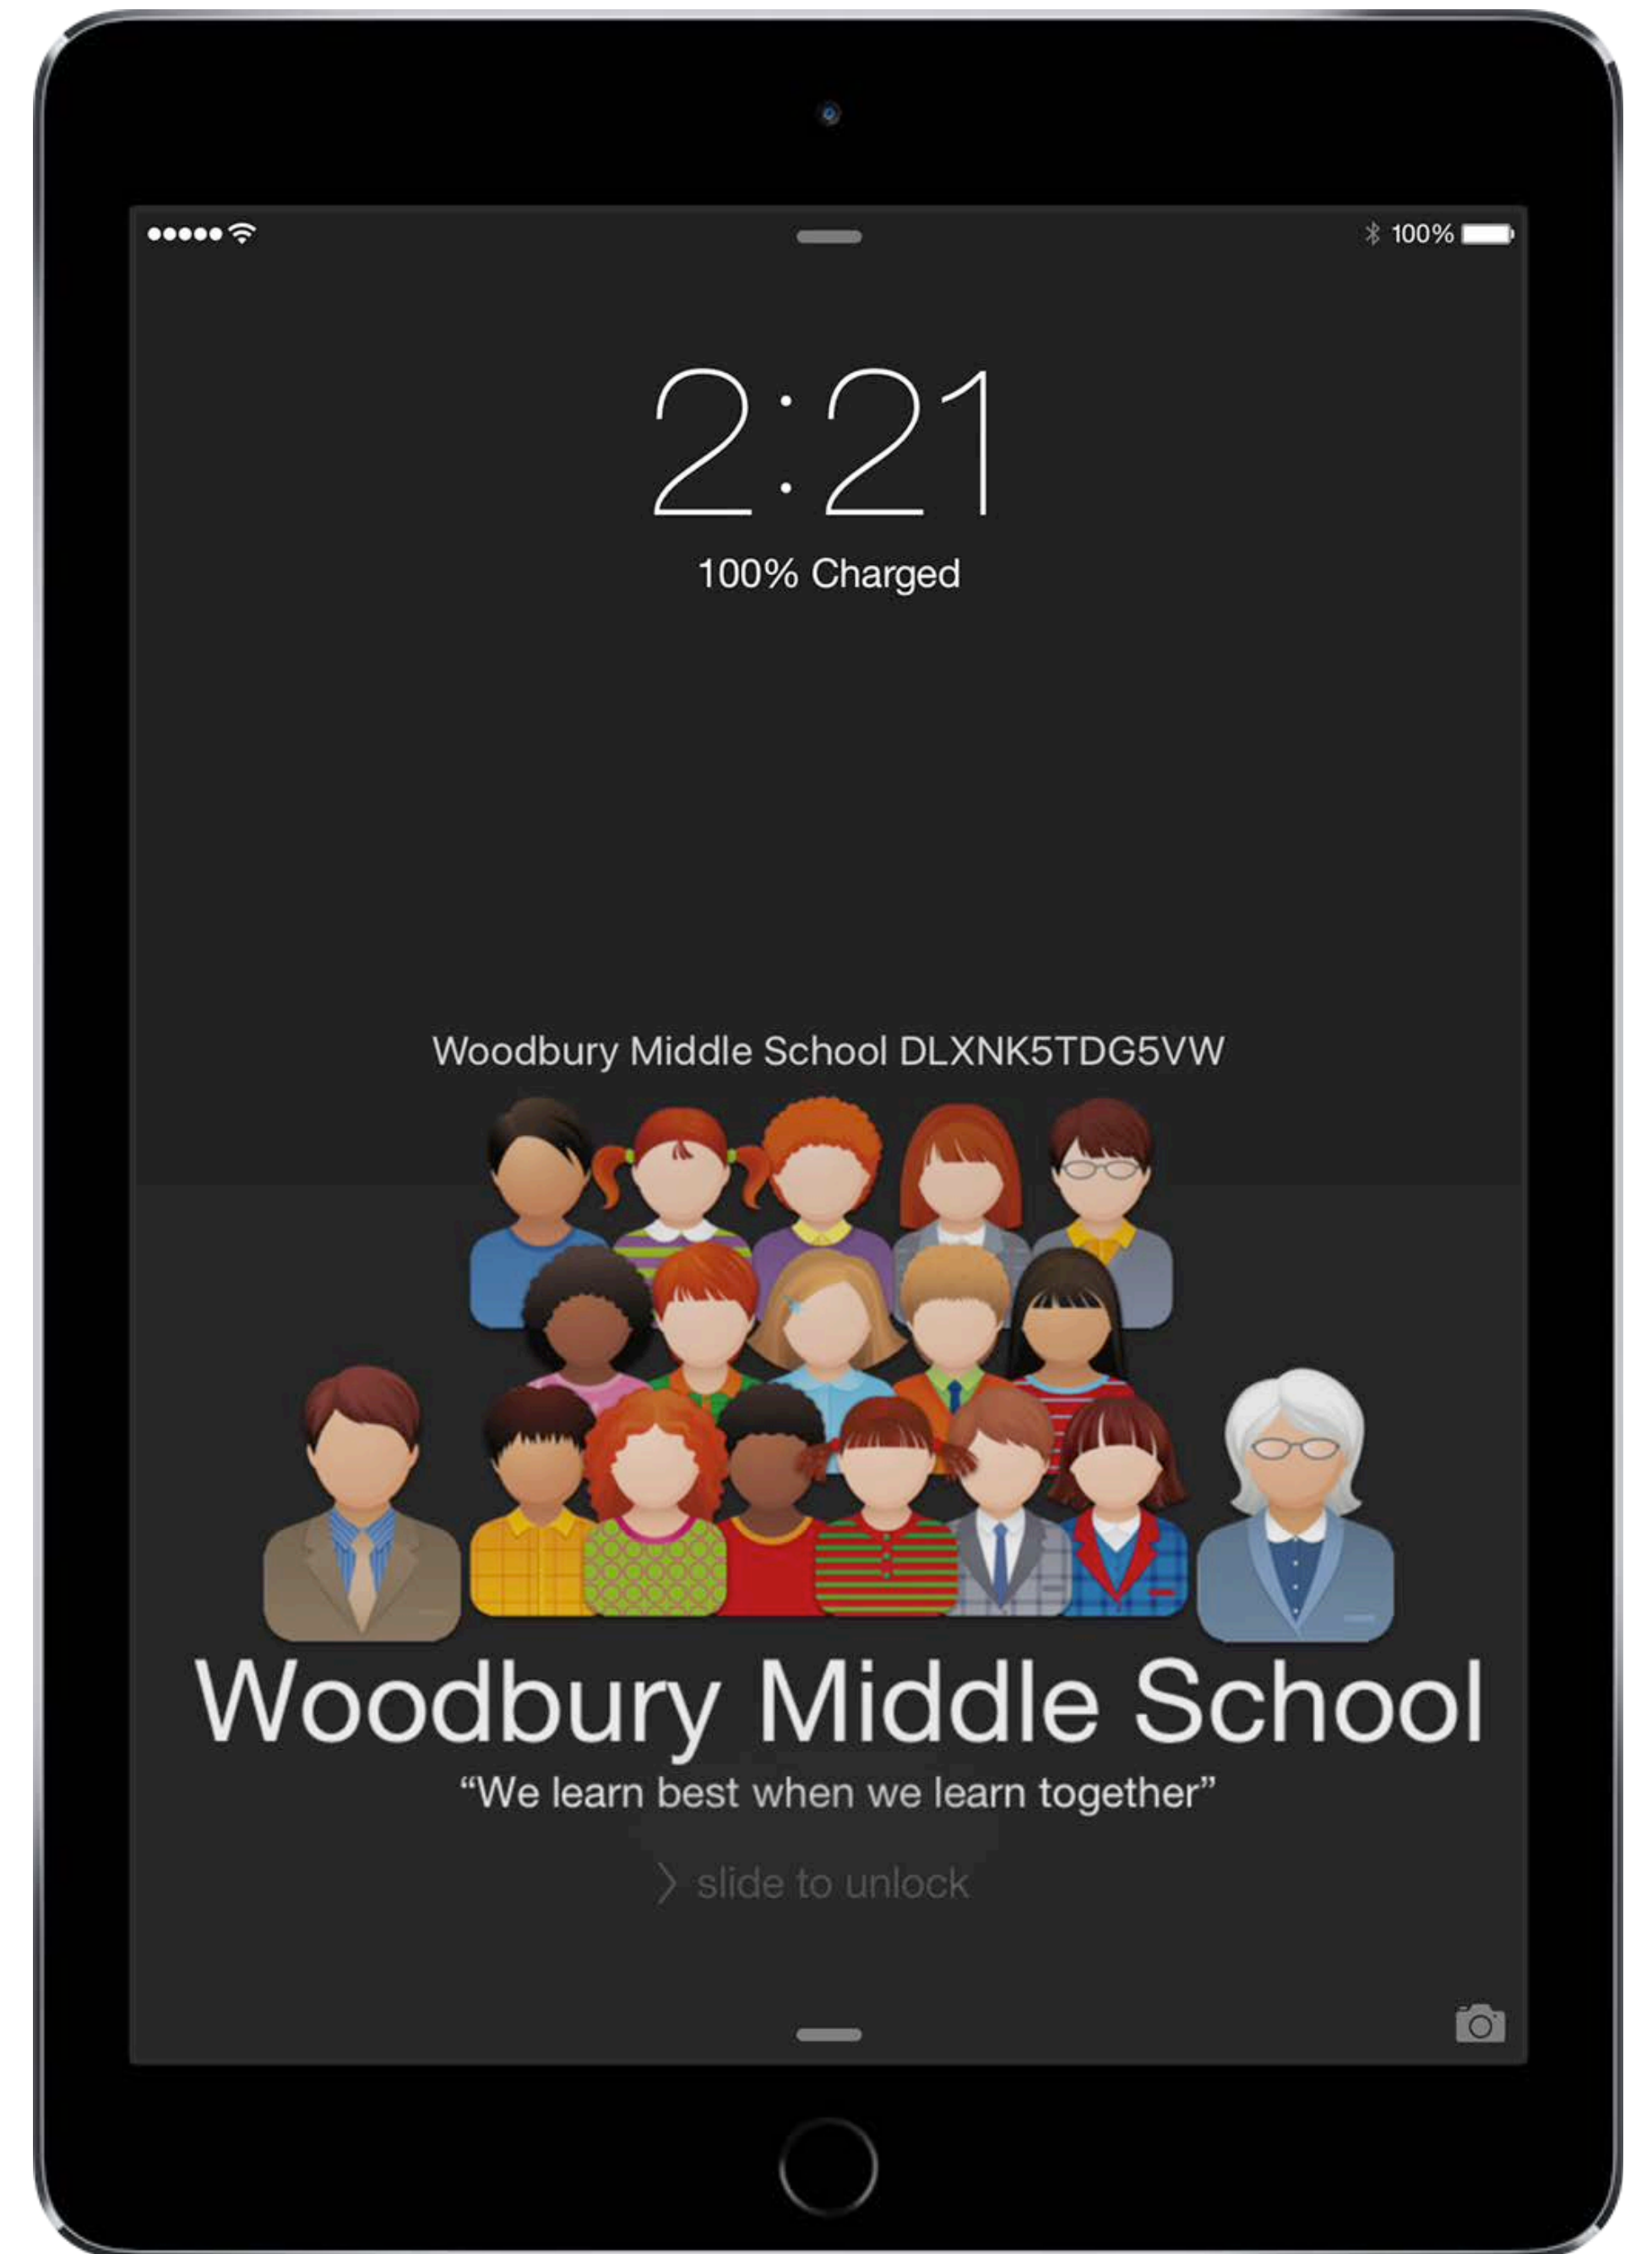 100%
2:21
100% Charged
Woodbury Middle School DLXNK5TDG5VW
Woodbury Middle School
“We learn best when we learn together”
slide to unlock